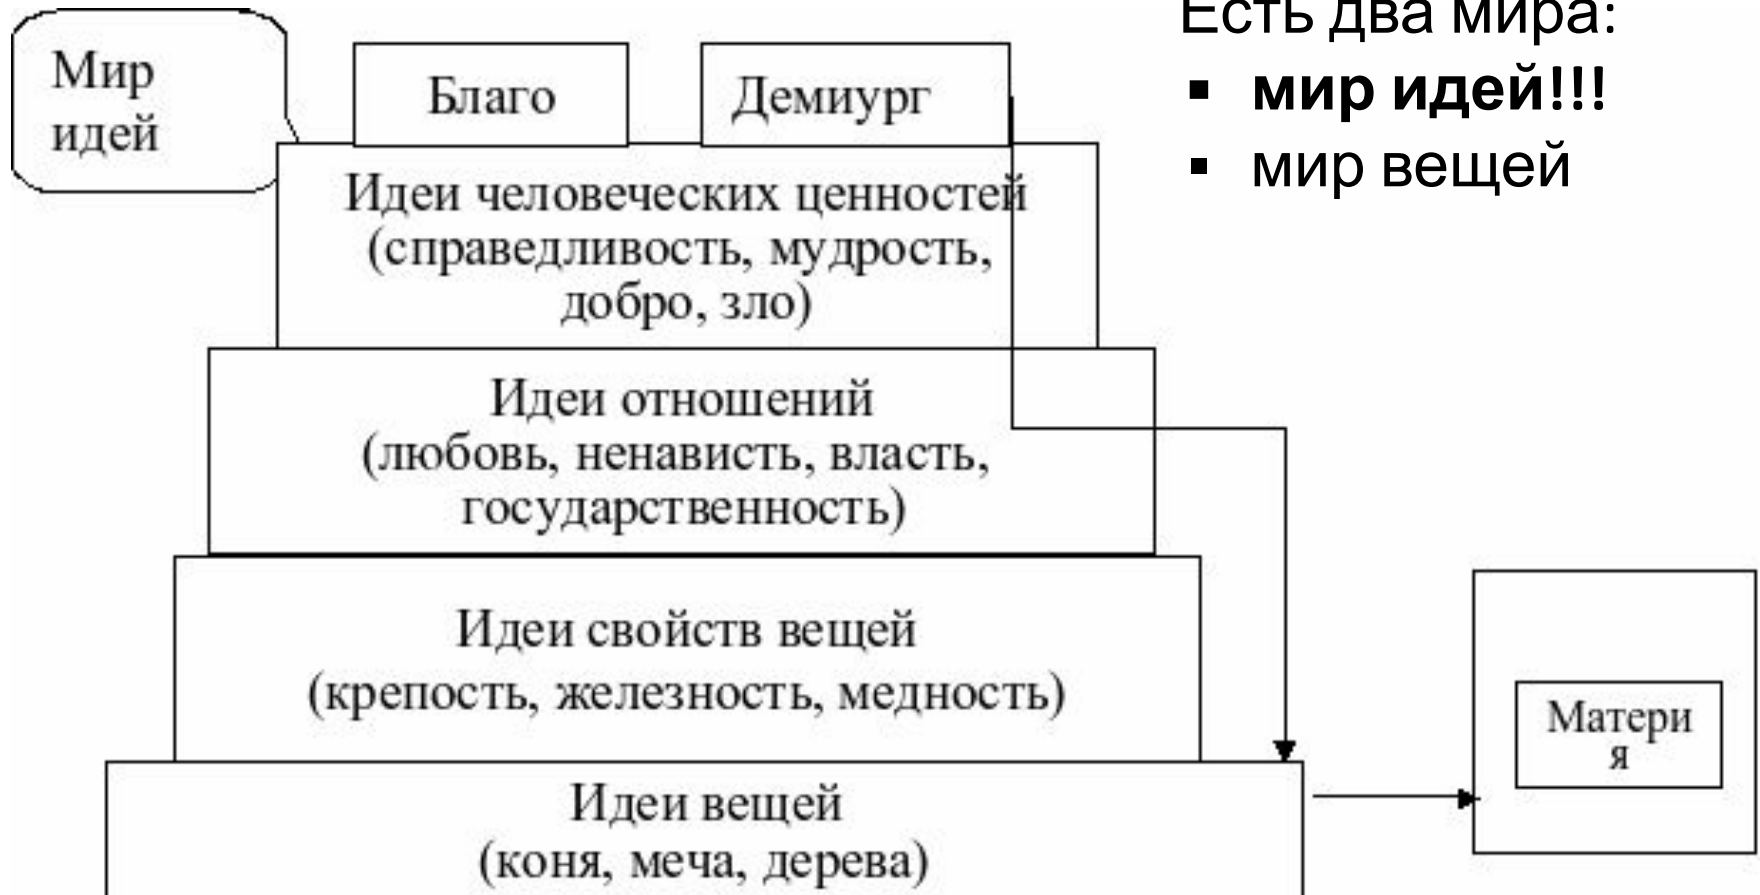 Есть два мира:
▪ мир идей!!!
▪ мир вещей
Мир
идей
Благо
Демиург
Идеи человеческих ценностей
(справедливость, мудрость,
добро, зло)
Идеи отношений
(любовь, ненависть, власть,
государственность)
Идеи свойств вещей
(крепость, железность, медность)
Идеи вещей
(коня, меча, дерева)
Матери
я